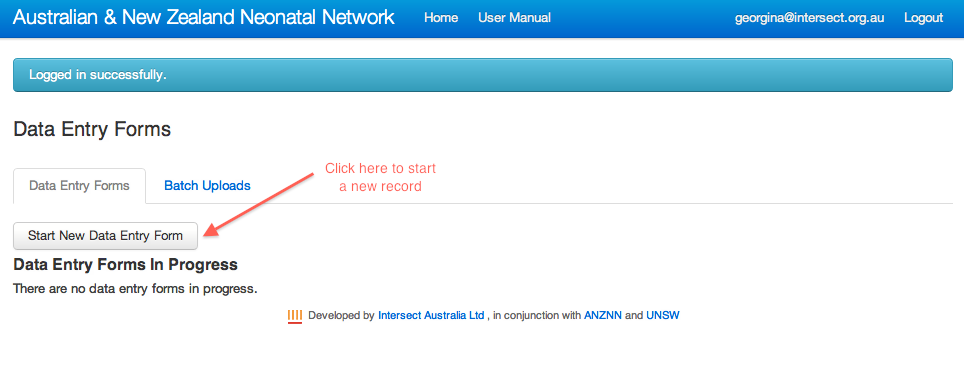 Australian & New Zealand Neonatal Network Home User Manual georgina@intersect.org.au Logout
Logged in successfully.
Data Entry Forms
Click here to start
a new record
Data Entry Forms Batch Uploads
Start New Data Entry Form
Data Entry Forms In Progress
There are no data entry forms in progress.
Developed by Intersect Australia Ltd , in conjunction with ANZNN and UNSW